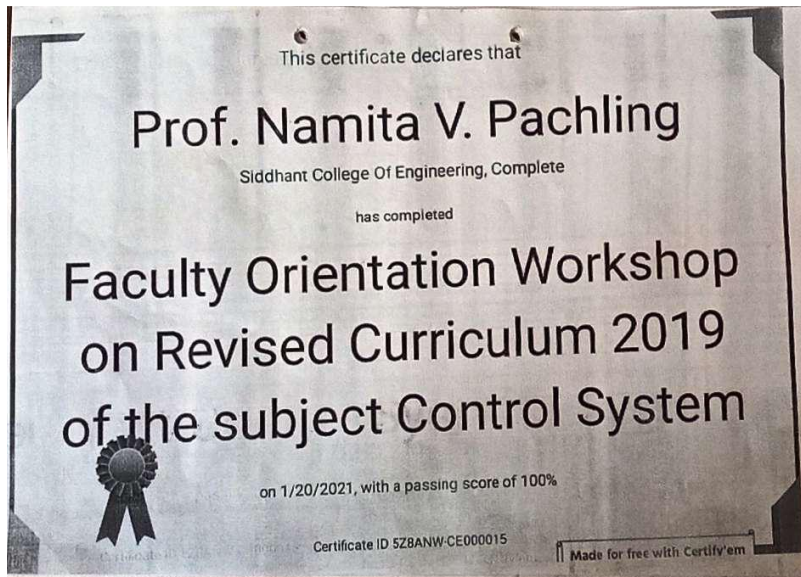 This certificate declares that
Prof. Namita V. Pachling
Siddhant College Of Engineering, Complete
has completed
Faculty Orientation Workshop
on Revised Curriculum 2019
of the subject Control System
on 1/20/2021, with a passing score of 100%
Certificate ID 5Z8ANW-CE000015
Made for free with Certify'em